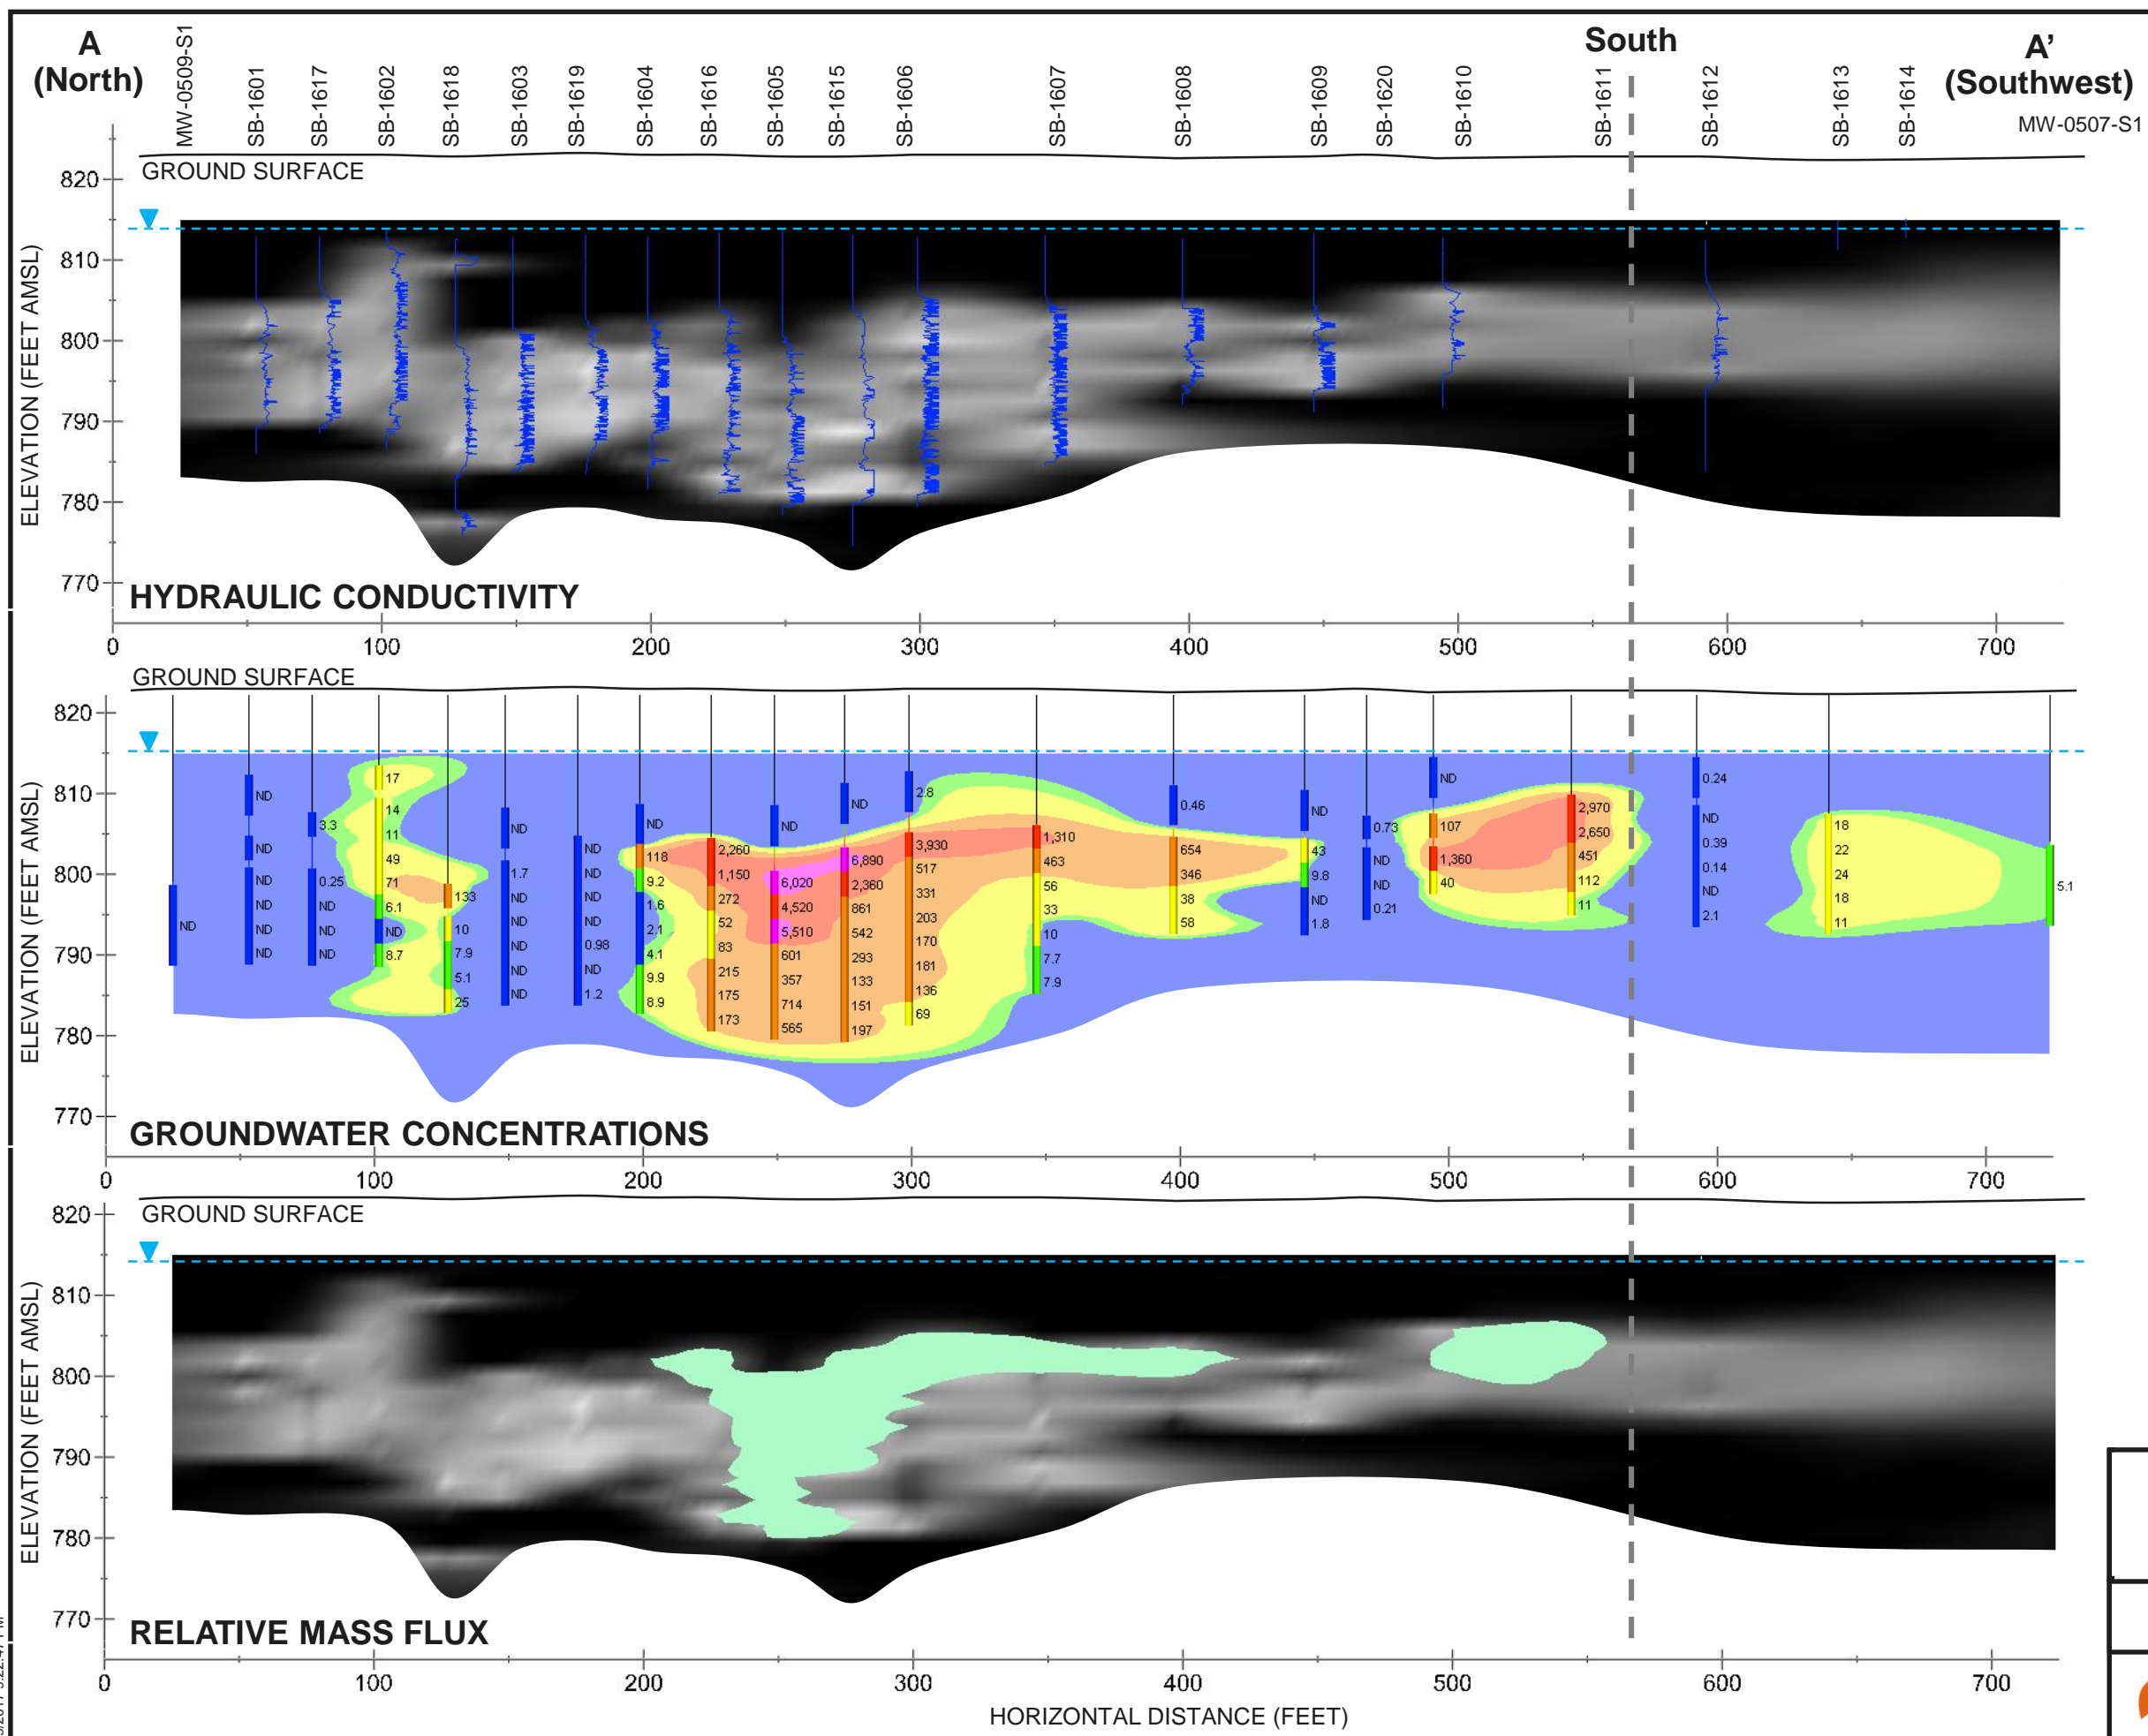 A
(North)
South
A'
(Southwest)
MW-0509-S1
SB-1601
SB-1617
SB-1602
SB-1618
SB-1603
SB-1619
SB-1604
SB-1616
SB-1605
SB-1615
SB-1606
SB-1607
SB-1608
SB-1609
SB-1620
SB-1610
SB-1611
SB-1612
SB-1613
SB-1614
MW-0507-S1
GROUND SURFACE
ELEVATION (FEET AMSL)
820
810
800
790
780
770
HYDRAULIC CONDUCTIVITY
0 100 200 300 400 500 600 700
GROUND SURFACE
ELEVATION (FEET AMSL)
820
810
800
790
780
770
ND
ND
ND
ND
ND
ND
ND
3.3
0.25
ND
ND
ND
17
14
11
49
71
6.1
ND
8.7
133
10
7.9
5.1
25
ND
1.7
ND
ND
ND
ND
ND
ND
ND
ND
ND
0.98
ND
1.2
ND
118
9.2
1.6
2.1
4.1
9.9
8.9
2,260
1,150
272
52
83
215
175
173
ND
6,020
4,520
5,510
601
357
714
565
ND
6,890
2,360
861
542
293
133
151
197
2.8
3,930
517
331
203
170
181
136
69
1,310
463
56
33
10
7.7
7.9
0.46
654
346
38
58
ND
43
9.8
ND
1.8
0.73
ND
ND
0.21
ND
107
1,360
40
2,970
2,650
451
112
11
0.24
ND
0.39
0.14
ND
2.1
18
22
24
18
11
5.1
GROUNDWATER CONCENTRATIONS
0 100 200 300 400 500 600 700
GROUND SURFACE
ELEVATION (FEET AMSL)
820
810
800
790
780
770
RELATIVE MASS FLUX
0 100 200 300 400 500 600 700
HORIZONTAL DISTANCE (FEET)